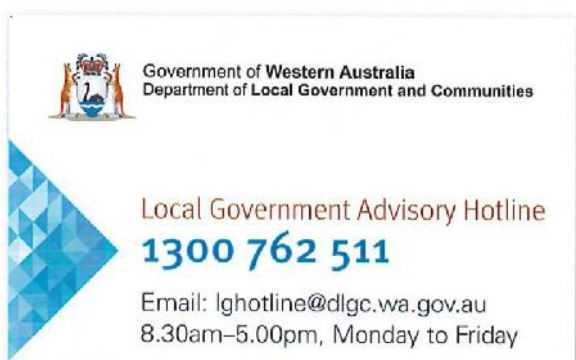 Government of Western Australia
Department of Local Government and Communities
Local Government Advisory Hotline
1300 762 511
Email: lghotline@dlgc.wa.gov.au
8.30am–5.00pm, Monday to Friday